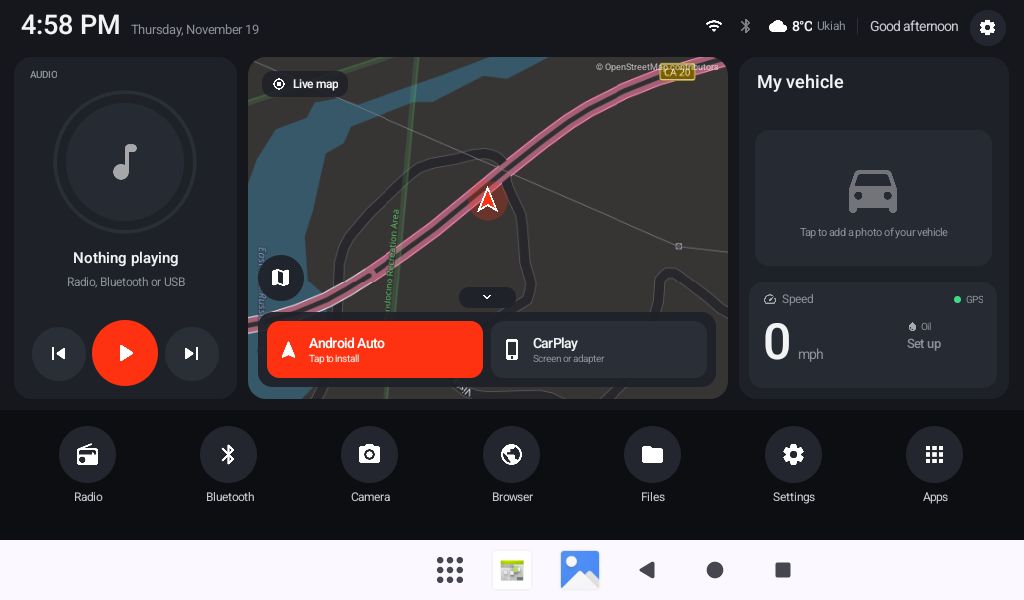 4:58 PM Thursday, November 19
8°C Ukiah
Good afternoon
AUDIO
Nothing playing
Radio, Bluetooth or USB
Live map
© OpenStreetMap contributors
CA 20
Android Auto
Tap to install
CarPlay
Screen or adapter
My vehicle
Tap to add a photo of your vehicle
Speed
GPS
0 mph
Oil
Set up
Radio
Bluetooth
Camera
Browser
Files
Settings
Apps
Recreation Area